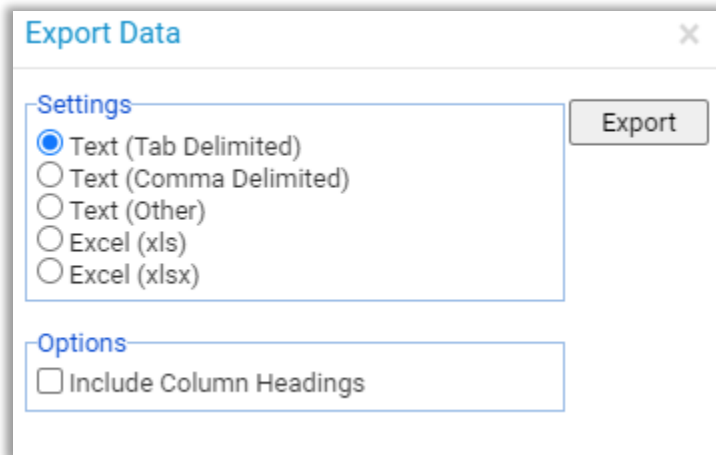 Export Data
Settings
Export
Text (Tab Delimited)
Text (Comma Delimited)
Text (Other)
Excel (xls)
Excel (xlsx)
Options
Include Column Headings